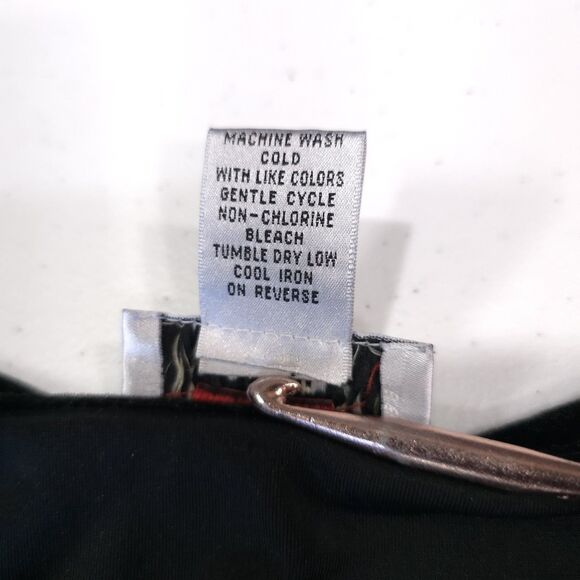 MACHINE WASH
COLD
WITH LIKE COLORS
GENTLE CYCLE
NON-CHLORINE
BLEACH
TUMBLE DRY LOW
COOL IRON
ON REVERSE